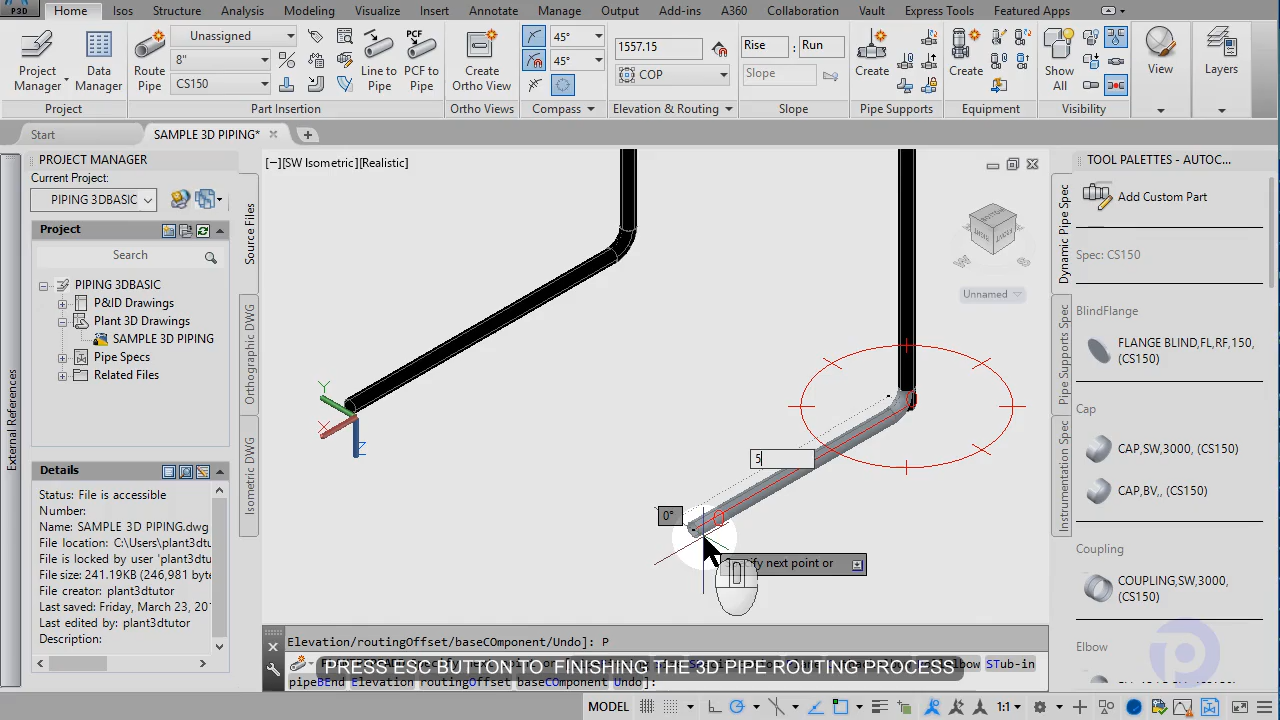 P3D
Home Isos Structure Analysis Modeling Visualize Insert Annotate Manage Output Add-ins A360 Collaboration Vault Express Tools Featured Apps
Unassigned
8"
CS150
45°
45°
1557.15
COP
Rise : Run
Slope
Project Manager
Data Manager
Route Pipe
Line to Pipe
PCF
PCF to Pipe
Create Ortho View
Create
Create
Show All
View
Layers
Project
Part Insertion
Ortho Views
Compass
Elevation & Routing
Slope
Pipe Supports
Equipment
Visibility
Start
SAMPLE 3D PIPING*
PROJECT MANAGER
Current Project:
PIPING 3DBASIC
Project
Search
PIPING 3DBASIC
P&ID Drawings
Plant 3D Drawings
SAMPLE 3D PIPING
Pipe Specs
Related Files
Details
Status: File is accessible
Number:
Name: SAMPLE 3D PIPING.dwg
File location: C:\Users\plant3dt
File is locked by user 'plant3dt
File size: 241.19KB (246,981 by
File creator: plant3dtutor
Last saved: Friday, March 23, 20
Last edited by: plant3dtutor
Description:
External References
Source Files
Orthographic DWG
Isometric DWG
[−][SW Isometric][Realistic]
BOTTOM
Unnamed
Y
X
Z
5
0°
next point or
Elevation/routingOffset/baseCOmponent/Undo]: P
PRESS ESC BUTTON TO FINISHING THE 3D PIPE ROUTING PROCESS
STub-in
pipeBEnd Elevation routingOffset baseCOmponent Undo]:
TOOL PALETTES - AUTOC...
Dynamic Pipe Spec
Pipe Supports Spec
Instrumentation Spec
Add Custom Part
Spec: CS150
BlindFlange
FLANGE BLIND,FL,RF,150, (CS150)
Cap
CAP,SW,3000, (CS150)
CAP,BV,, (CS150)
Coupling
COUPLING,SW,3000, (CS150)
Elbow
MODEL
1:1